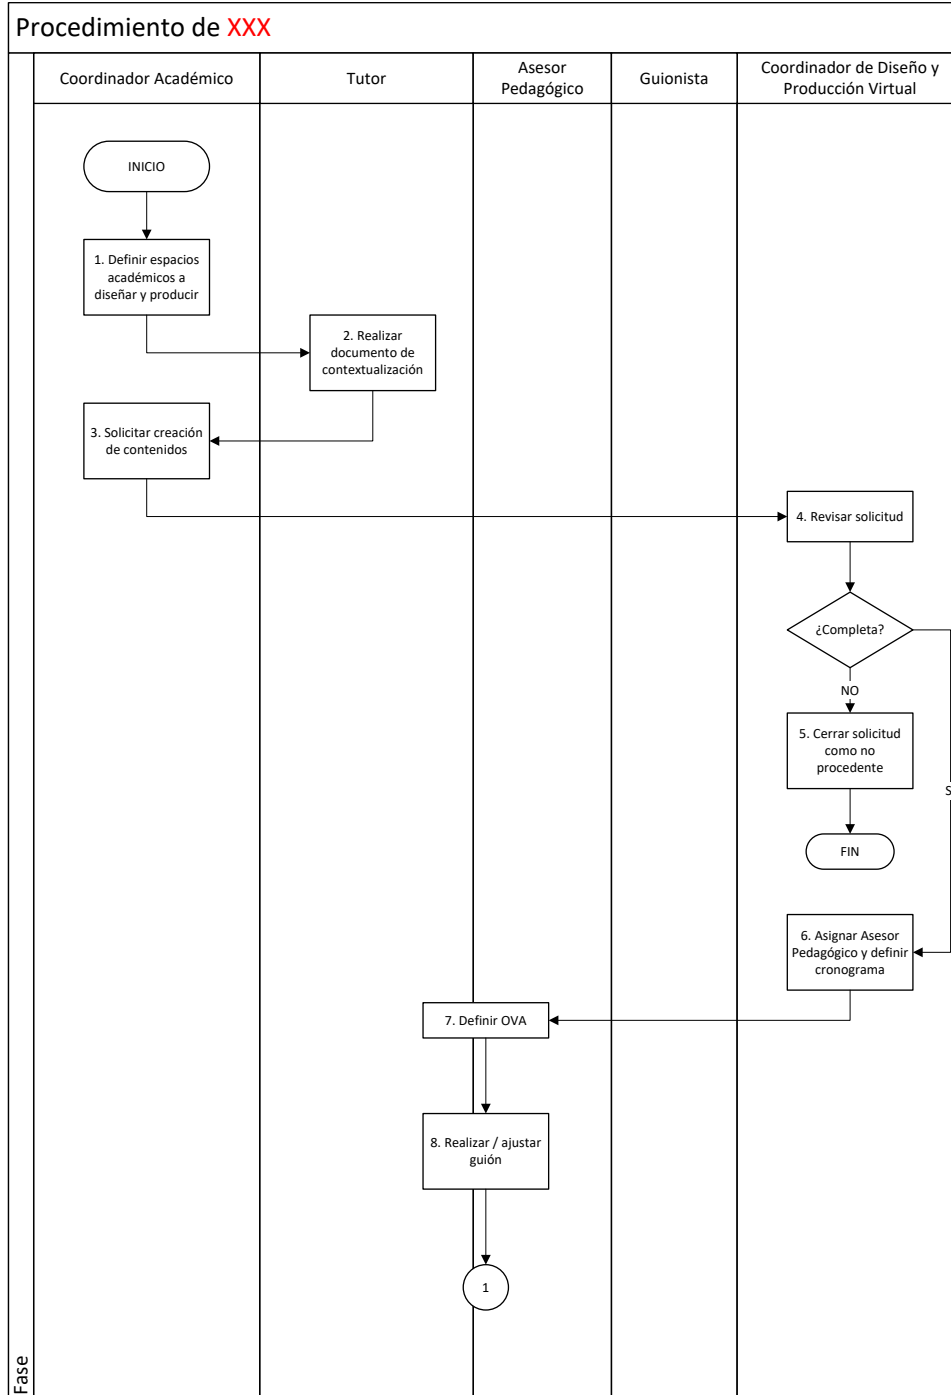 Procedimiento de XXX
Coordinador Académico
Tutor
Asesor
Pedagógico
Guionista
Coordinador de Diseño y
Producción Virtual
INICIO
1. Definir espacios
académicos a
diseñar y producir
2. Realizar
documento de
contextualización
3. Solicitar creación
de contenidos
4. Revisar solicitud
¿Completa?
NO
5. Cerrar solicitud
como no
procedente
S
FIN
6. Asignar Asesor
Pedagógico y definir
cronograma
7. Definir OVA
8. Realizar / ajustar
guión
1
Fase